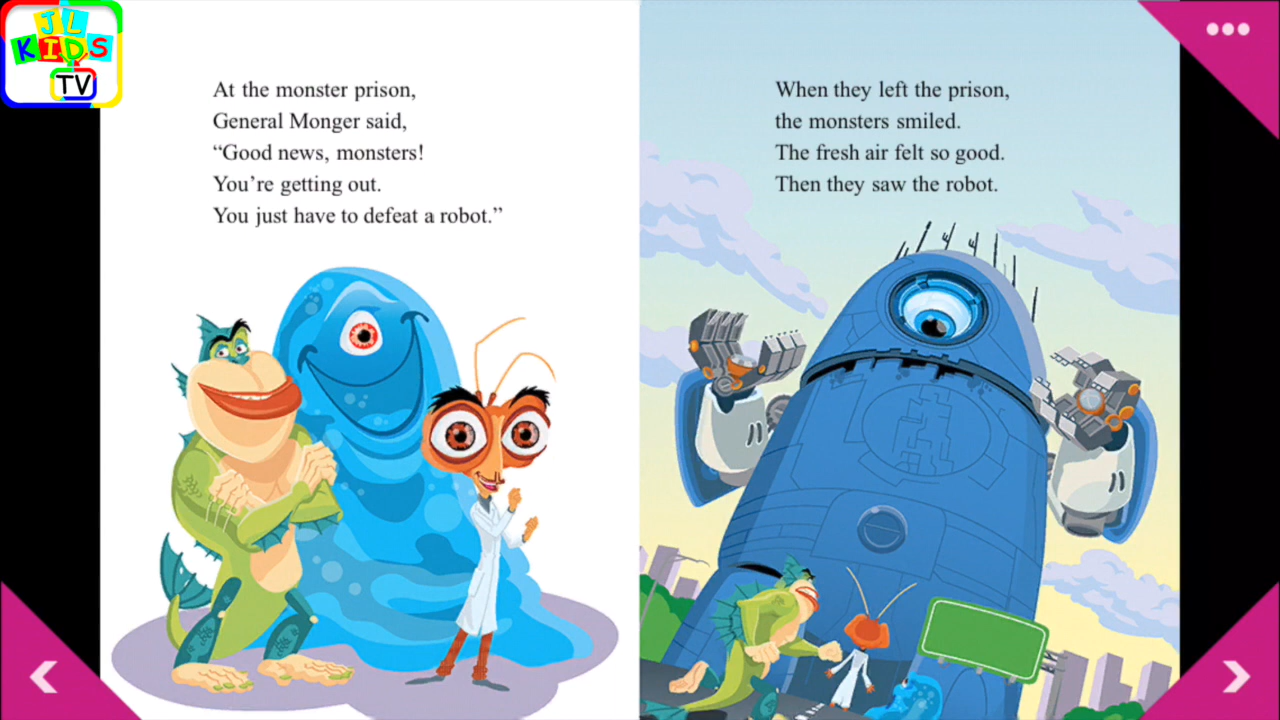 JL
KIDS
TV
At the monster prison,
General Monger said,
“Good news, monsters!
You’re getting out.
You just have to defeat a robot.”
When they left the prison,
the monsters smiled.
The fresh air felt so good.
Then they saw the robot.